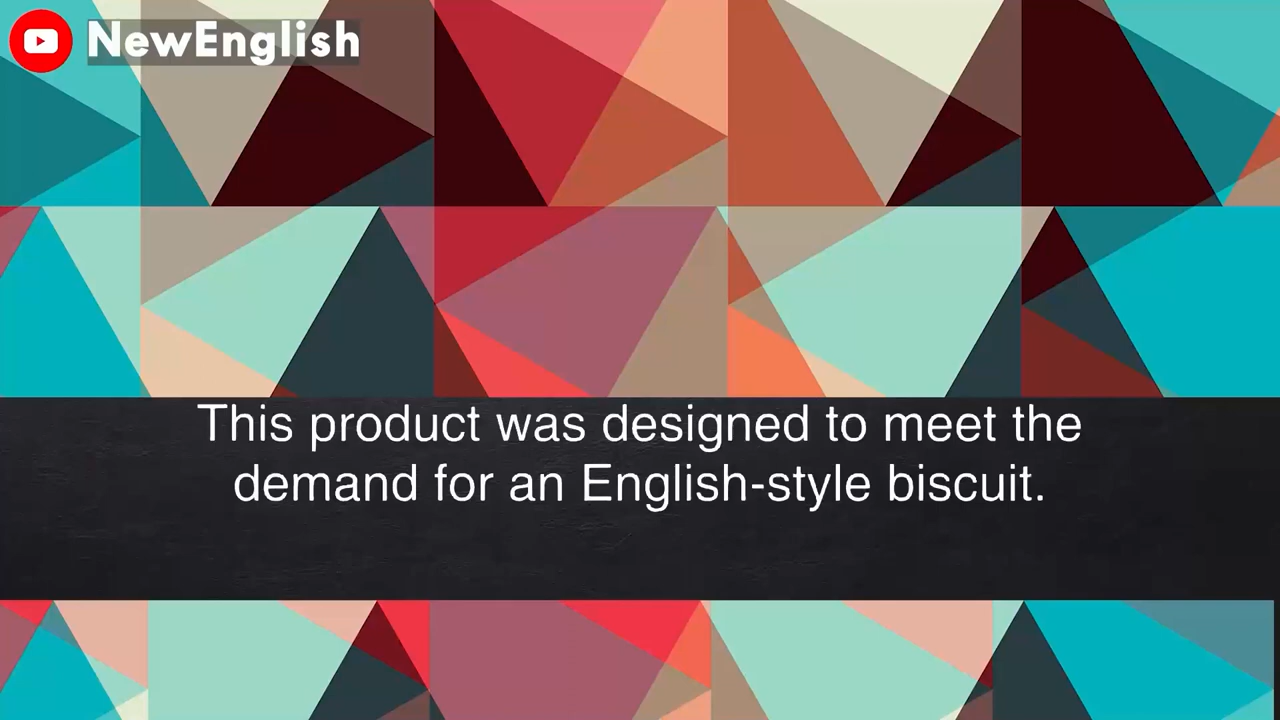 NewEnglish
This product was designed to meet the
demand for an English-style biscuit.